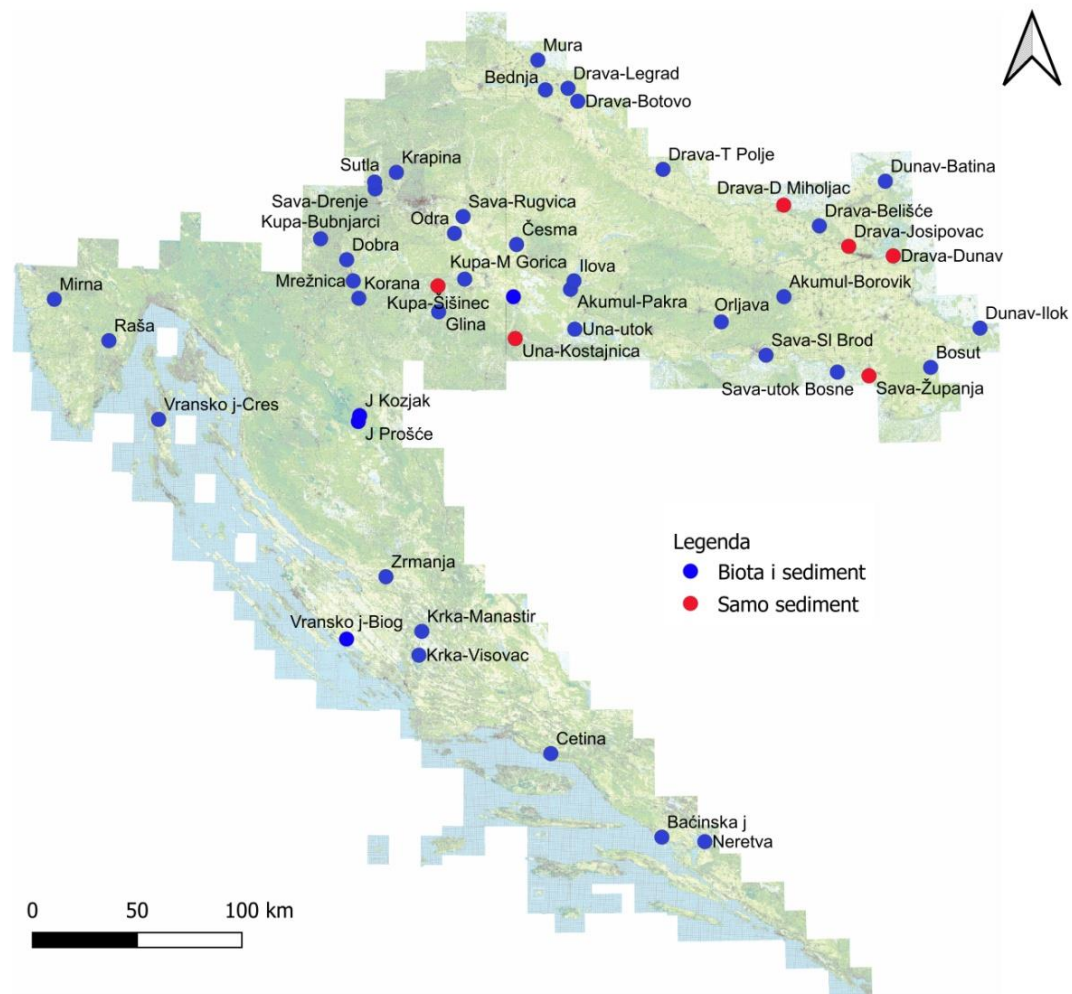 Mura
Bednja
Drava-Legrad
Drava-Botovo
Sutla
Krapina
Drava-T Polje
Dunav-Batina
Drava-D Miholjac
Sava-Drenje
Sava-Rugvica
Kupa-Bubnjarci
Odra
Drava-Belišće
Dobra
Česma
Drava-Josipovac
Drava-Dunav
Kupa-M Gorica
Ilova
Mrežnica
Korana
Akumul-Borovik
Mirna
Kupa-Šišinec
Akumul-Pakra
Orljava
Dunav-Ilok
Raša
Glina
Una-utok
Una-Kostajnica
Sava-Sl Brod
Bosut
Sava-utok Bosne
Sava-Županja
Vransko j-Cres
J Kozjak
J Prošće
Legenda
Biota i sediment
Samo sediment
Zrmanja
Vransko j-Biog
Krka-Manastir
Krka-Visovac
Cetina
Baćinska j
Neretva
0 50 100 km